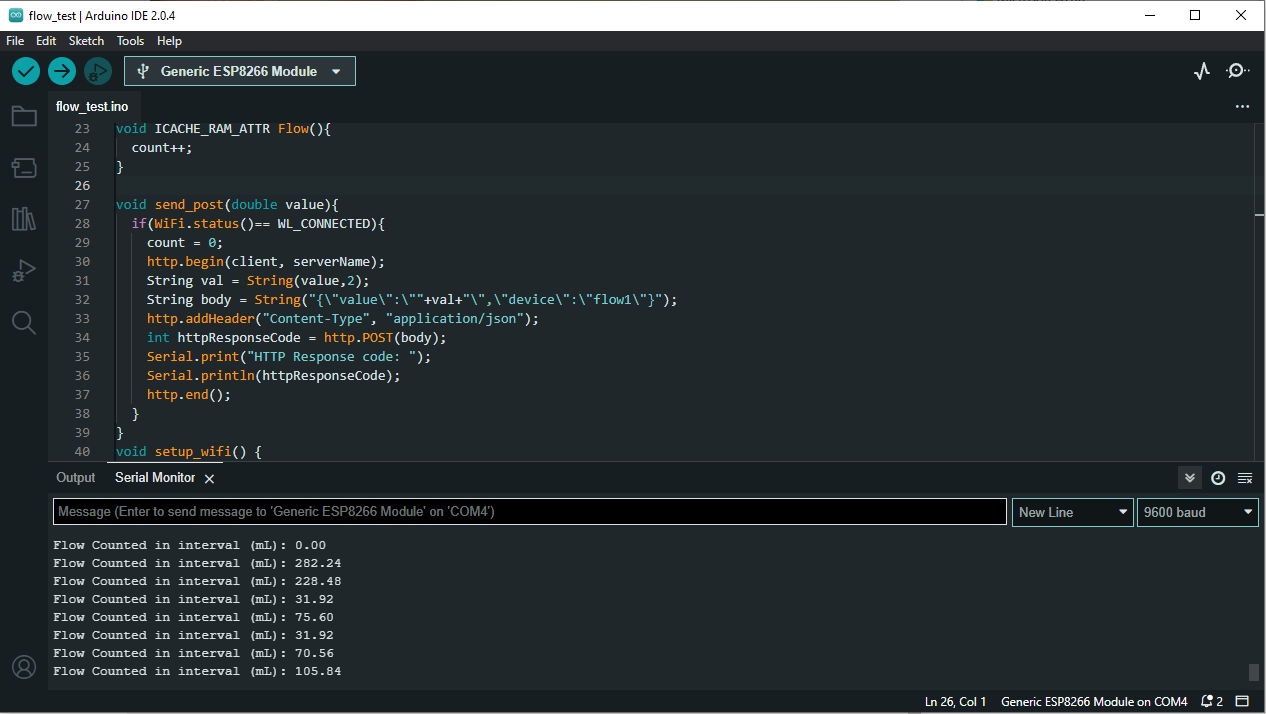 flow_test | Arduino IDE 2.0.4
File Edit Sketch Tools Help
Generic ESP8266 Module
flow_test.ino
23 void ICACHE_RAM_ATTR Flow(){
24 count++;
25 }
26
27 void send_post(double value){
28 if(WiFi.status()== WL_CONNECTED){
29 count = 0;
30 http.begin(client, serverName);
31 String val = String(value,2);
32 String body = String("{\"value\":\""+val+"\",\"device\":\"flow1\"}");
33 http.addHeader("Content-Type", "application/json");
34 int httpResponseCode = http.POST(body);
35 Serial.print("HTTP Response code: ");
36 Serial.println(httpResponseCode);
37 http.end();
38 }
39 }
40 void setup_wifi() {
Output Serial Monitor
Message (Enter to send message to 'Generic ESP8266 Module' on 'COM4') New Line 9600 baud
Flow Counted in interval (mL): 0.00
Flow Counted in interval (mL): 282.24
Flow Counted in interval (mL): 228.48
Flow Counted in interval (mL): 31.92
Flow Counted in interval (mL): 75.60
Flow Counted in interval (mL): 31.92
Flow Counted in interval (mL): 70.56
Flow Counted in interval (mL): 105.84
Ln 26, Col 1 Generic ESP8266 Module on COM4 2